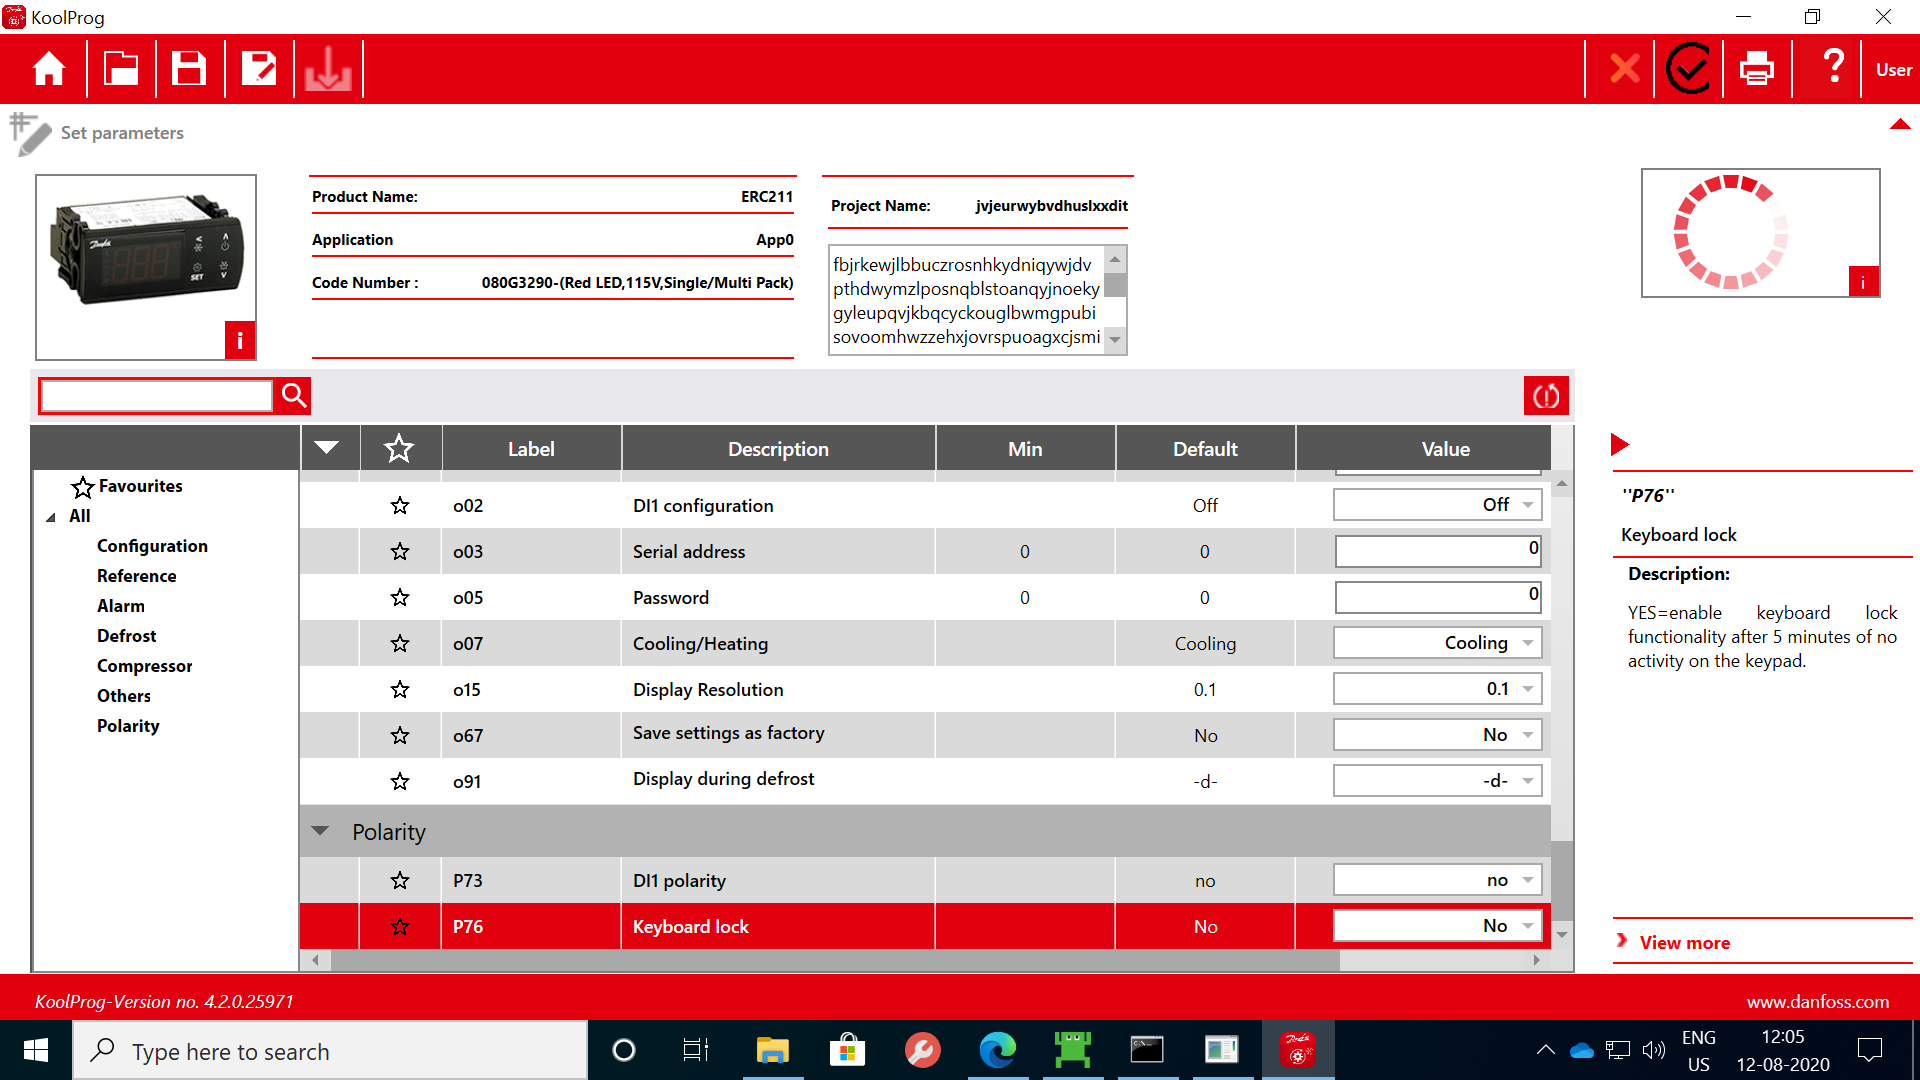 KoolProg
User
Set parameters
Product Name: ERC211
Application App0
Code Number : 080G3290-(Red LED,115V,Single/Multi Pack)
Project Name: jvjeurwybvdhuslxxdit
fbjrkewjlbbuczrosnhkydniqywjdv
pthdwymzlposnqblstoanqyjnoeky
gyleupqvjkbqcyckouglbwmgpubi
sovoomhwzzehxjovrspuoagxcjsmi
Danfoss
SET
i
i
Label Description Min Default Value
Favourites
All
Configuration
Reference
Alarm
Defrost
Compressor
Others
Polarity
o02 DI1 configuration Off Off
o03 Serial address 0 0 0
o05 Password 0 0 0
o07 Cooling/Heating Cooling Cooling
o15 Display Resolution 0.1 0.1
o67 Save settings as factory No No
o91 Display during defrost -d- -d-
Polarity
P73 DI1 polarity no no
P76 Keyboard lock No No
"P76"
Keyboard lock
Description:
YES=enable keyboard lock
functionality after 5 minutes of no
activity on the keypad.
View more
KoolProg-Version no. 4.2.0.25971
www.danfoss.com
Type here to search
ENG
US
12:05
12-08-2020